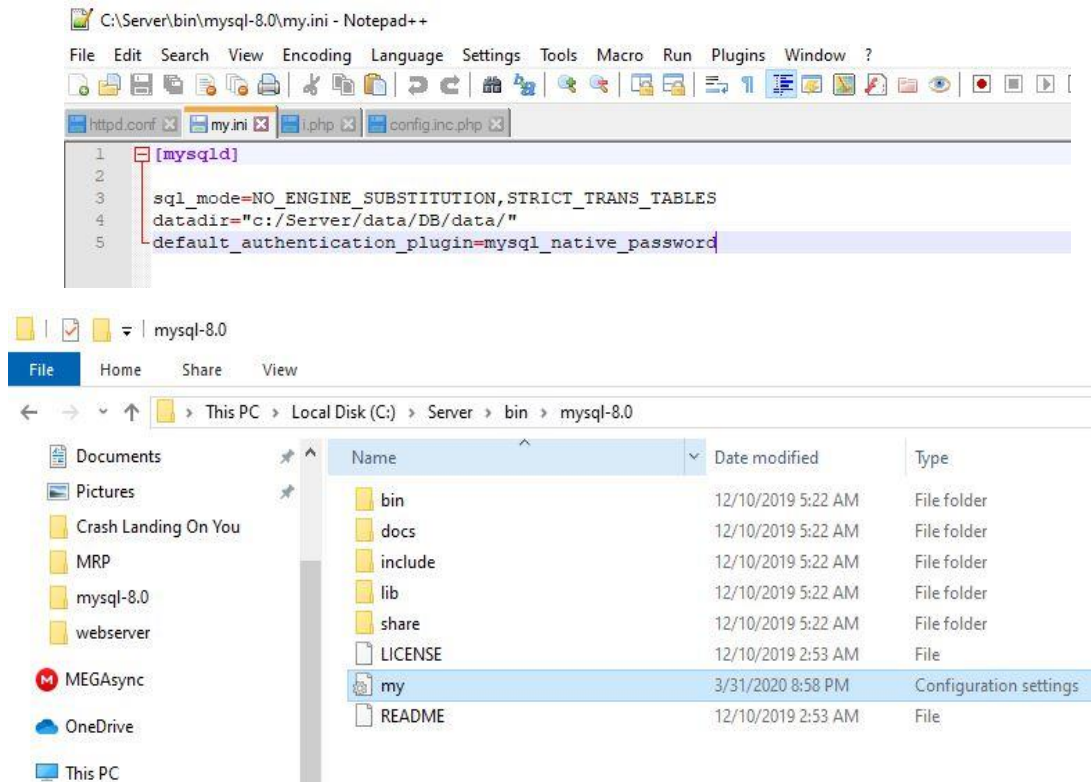 C:\Server\bin\mysql-8.0\my.ini - Notepad++
File Edit Search View Encoding Language Settings Tools Macro Run Plugins Window ?
httpd.conf my.ini i.php config.inc.php
1 [mysqld]
2
3 sql_mode=NO_ENGINE_SUBSTITUTION,STRICT_TRANS_TABLES
4 datadir="c:/Server/data/DB/data/"
5 default_authentication_plugin=mysql_native_password
mysql-8.0
File Home Share View
This PC > Local Disk (C:) > Server > bin > mysql-8.0
Documents
Pictures
Crash Landing On You
MRP
mysql-8.0
webserver
MEGAsync
OneDrive
This PC
Name Date modified Type
bin 12/10/2019 5:22 AM File folder
docs 12/10/2019 5:22 AM File folder
include 12/10/2019 5:22 AM File folder
lib 12/10/2019 5:22 AM File folder
share 12/10/2019 5:22 AM File folder
LICENSE 12/10/2019 2:53 AM File
my 3/31/2020 8:58 PM Configuration settings
README 12/10/2019 2:53 AM File